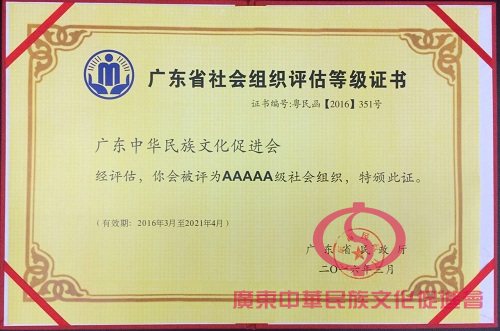 广东省社会组织评估等级证书
证书编号:粤民函【2016】351号
广东中华民族文化促进会
经评估，你会被评为AAAAA级社会组织，特颁此证。
（有效期：2016年3月至2021年4月）
广东省民政厅
二〇一六年三月
廣東中華民族文化促進會